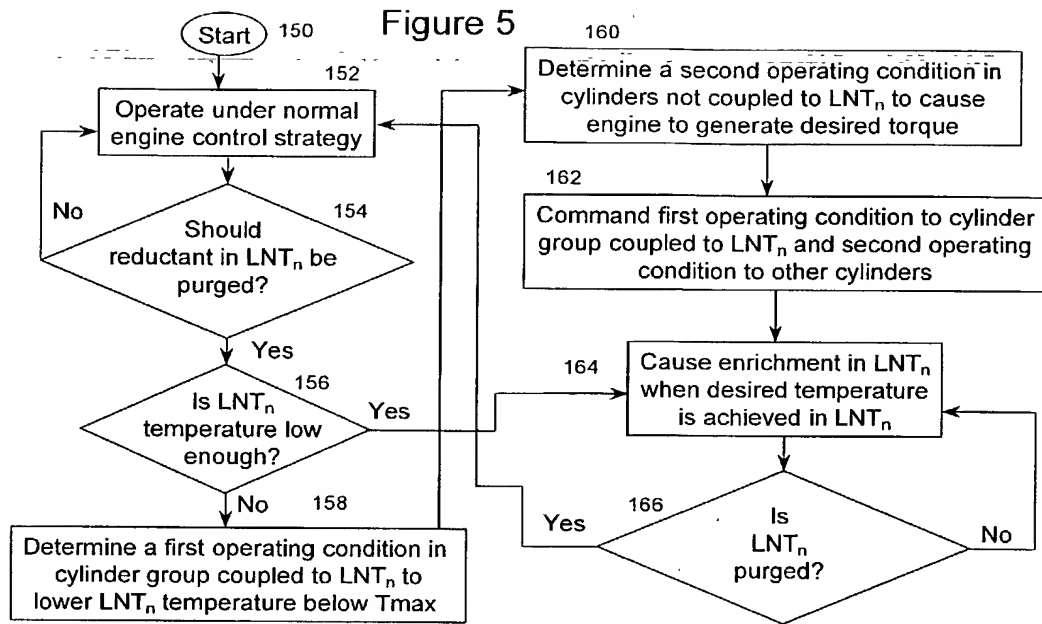 Figure 5
Start
150
152
Operate under normal
engine control strategy
No
154
Should
reductant in LNTn be
purged?
Yes
156
Is LNTn
temperature low
enough?
Yes
No
158
Determine a first operating condition in
cylinder group coupled to LNTn to
lower LNTn temperature below Tmax
160
Determine a second operating condition in
cylinders not coupled to LNTn to cause
engine to generate desired torque
162
Command first operating condition to cylinder
group coupled to LNTn and second operating
condition to other cylinders
164
Cause enrichment in LNTn
when desired temperature
is achieved in LNTn
166
Yes
Is
LNTn
purged?
No